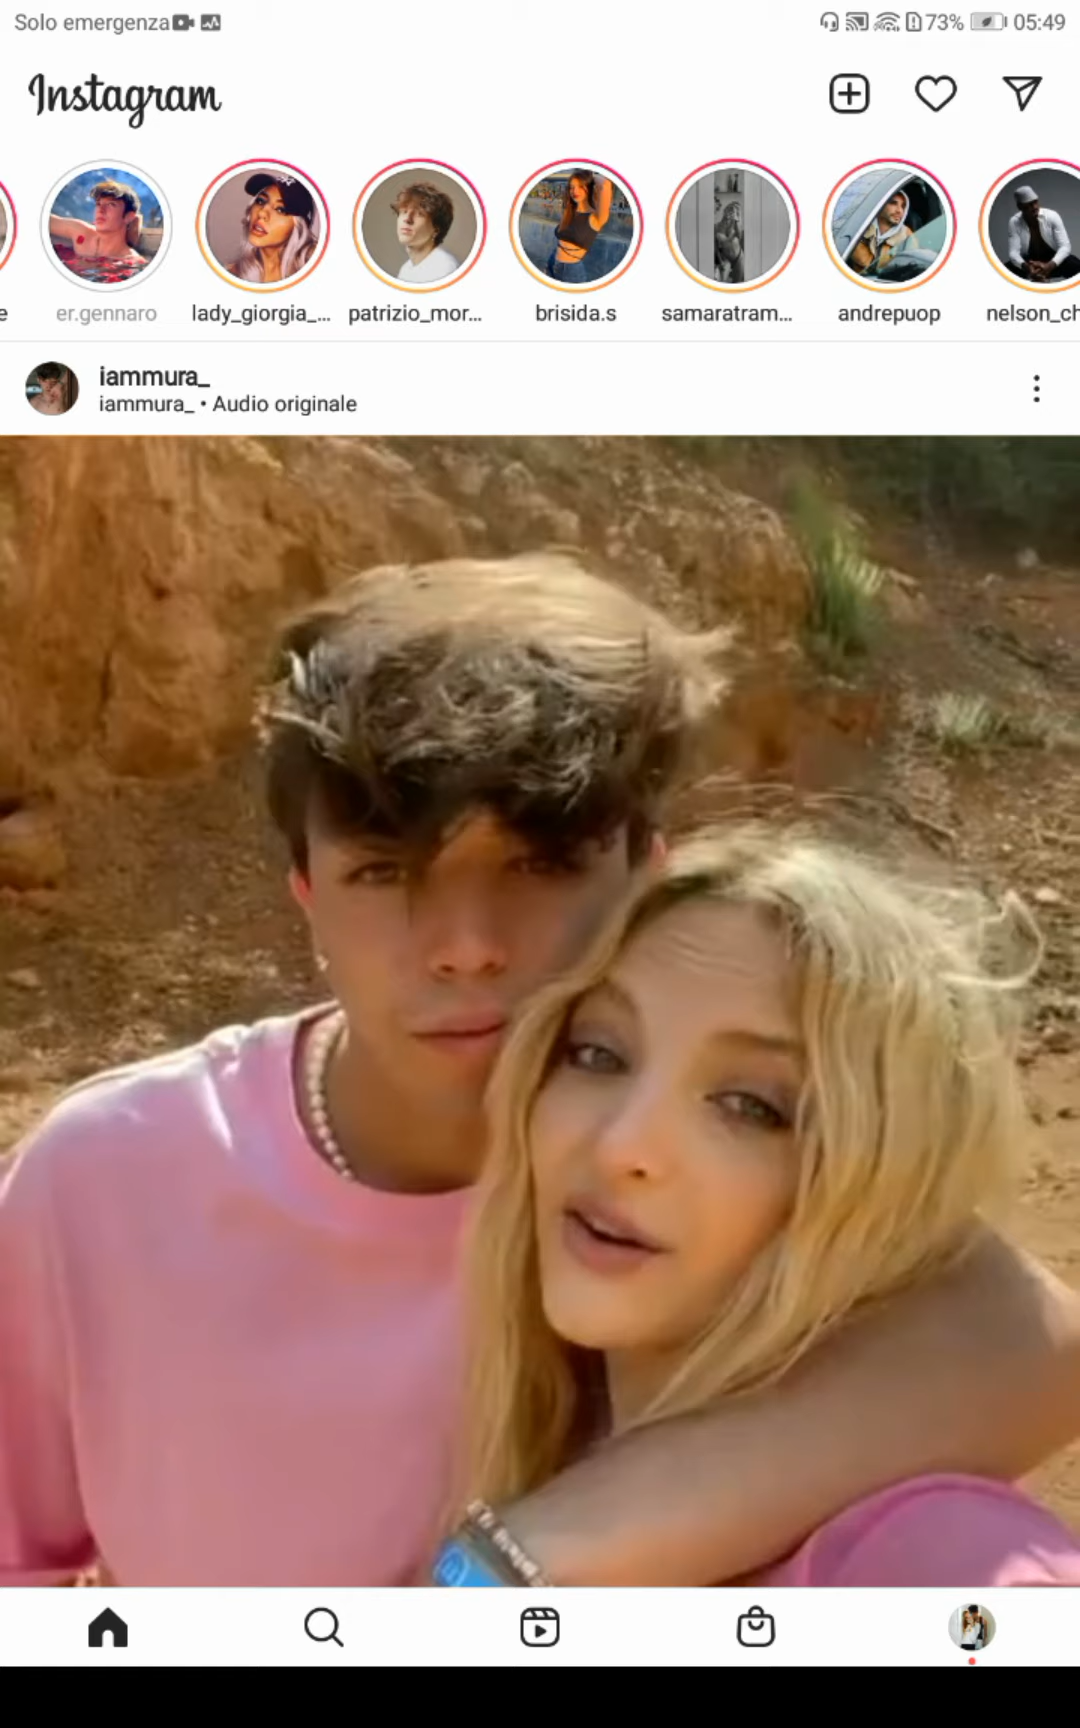 Solo emergenza 73% 05:49
Instagram
e er.gennaro lady_giorgia_... patrizio_mor... brisida.s samaratram... andrepuop nelson_ch
iammura_
iammura_ • Audio originale